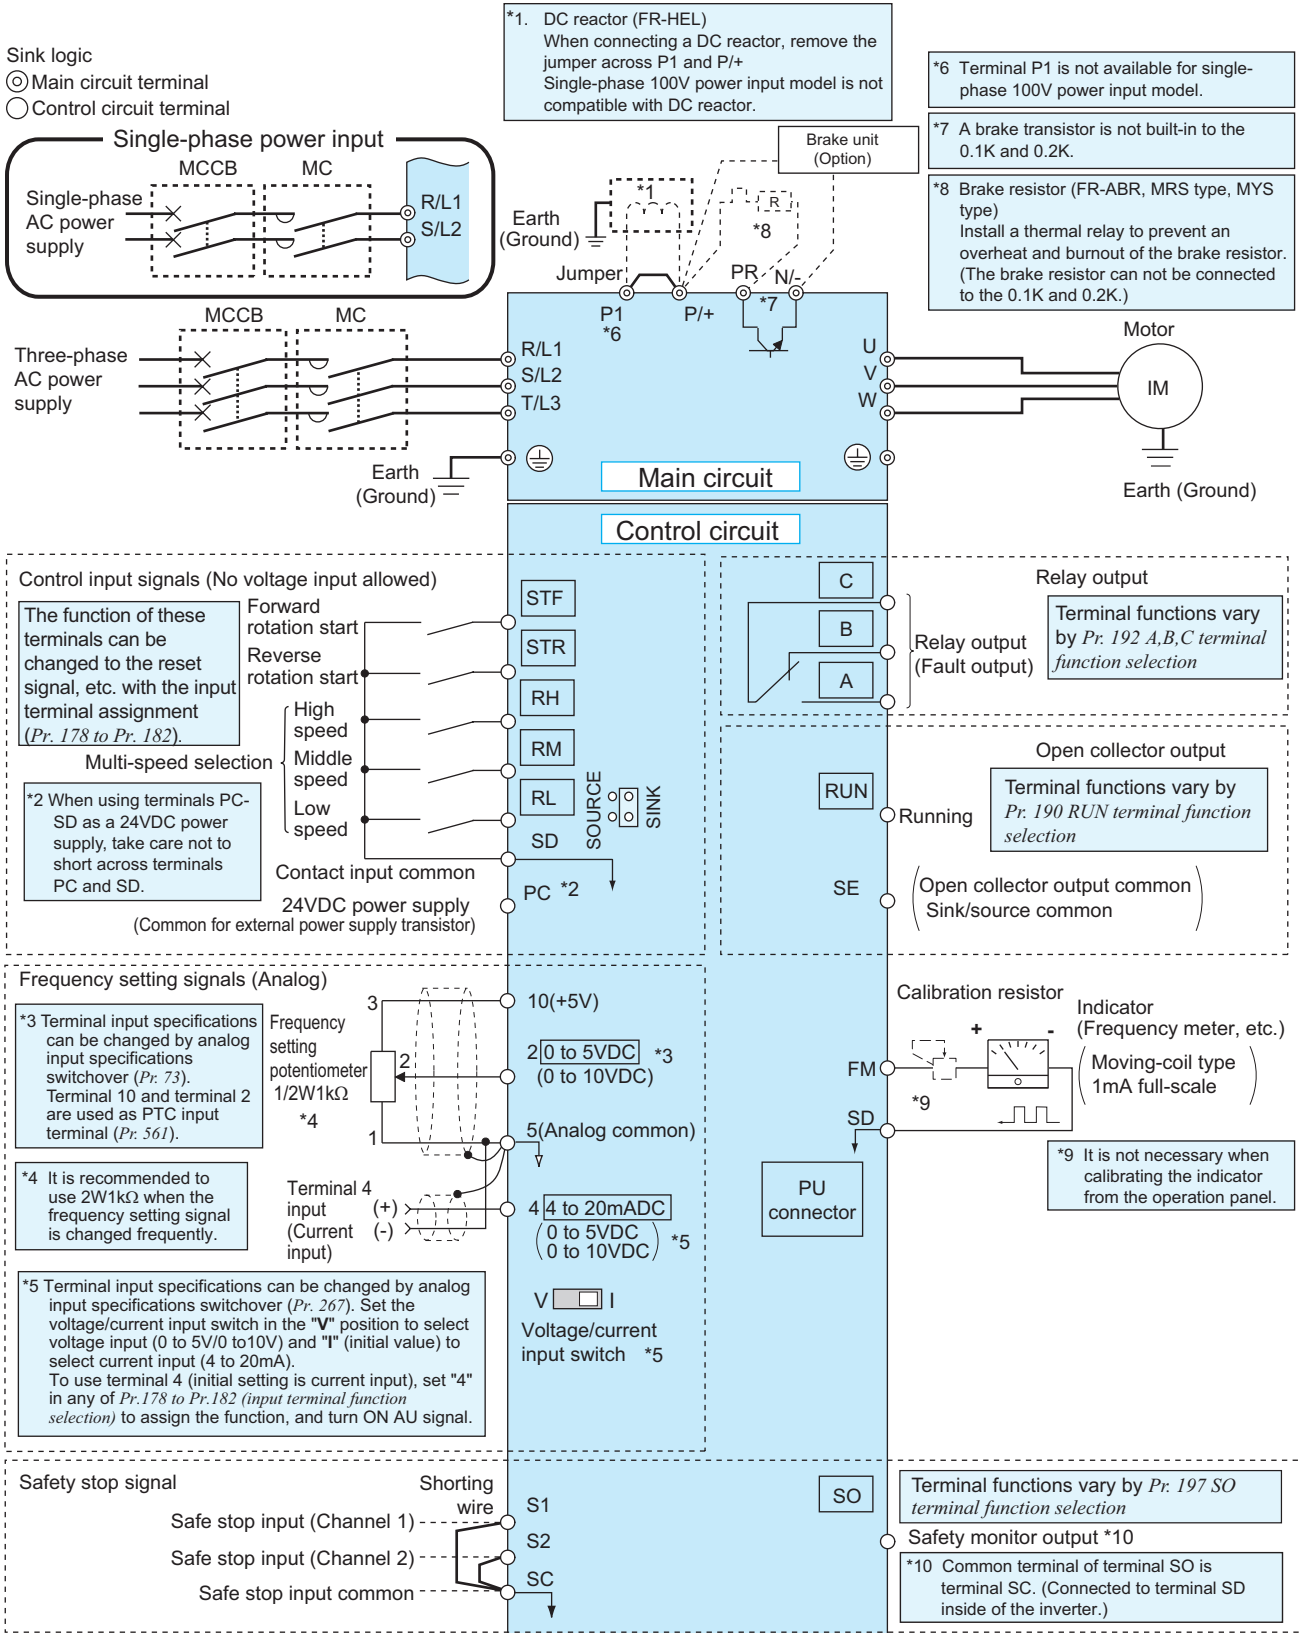 *1. DC reactor (FR-HEL)
When connecting a DC reactor, remove the
jumper across P1 and P/+
Single-phase 100V power input model is not
compatible with DC reactor.
Sink logic
Main circuit terminal
Control circuit terminal
*6 Terminal P1 is not available for single-
phase 100V power input model.
*7 A brake transistor is not built-in to the
0.1K and 0.2K.
*8 Brake resistor (FR-ABR, MRS type, MYS
type)
Install a thermal relay to prevent an
overheat and burnout of the brake resistor.
(The brake resistor can not be connected
to the 0.1K and 0.2K.)
Single-phase power input
MCCB
MC
Single-phase
AC power
supply
R/L1
S/L2
Brake unit
(Option)
*1
R
*8
Earth
(Ground)
Jumper
PR
N/-
P1
*6
P/+
*7
MCCB
MC
Three-phase
AC power
supply
R/L1
S/L2
T/L3
U
V
W
Motor
IM
Earth
(Ground)
Earth (Ground)
Main circuit
Control circuit
Control input signals (No voltage input allowed)
The function of these
terminals can be
changed to the reset
signal, etc. with the input
terminal assignment
(Pr. 178 to Pr. 182).
Forward
rotation start
Reverse
rotation start
High
speed
Multi-speed selection
Middle
speed
Low
speed
*2 When using terminals PC-
SD as a 24VDC power
supply, take care not to
short across terminals
PC and SD.
Contact input common
24VDC power supply
(Common for external power supply transistor)
STF
STR
RH
RM
RL
SD
PC *2
SOURCE
SINK
C
B
A
Relay output
(Fault output)
Relay output
Terminal functions vary
by Pr. 192 A,B,C terminal
function selection
RUN
Running
Open collector output
Terminal functions vary by
Pr. 190 RUN terminal function
selection
SE
Open collector output common
Sink/source common
Frequency setting signals (Analog)
*3 Terminal input specifications
can be changed by analog
input specifications
switchover (Pr. 73).
Terminal 10 and terminal 2
are used as PTC input
terminal (Pr. 561).
Frequency
setting
potentiometer
1/2W1kΩ
*4
3
2
1
10(+5V)
2 0 to 5VDC *3
(0 to 10VDC)
5(Analog common)
*4 It is recommended to
use 2W1kΩ when the
frequency setting signal
is changed frequently.
Terminal 4
input
(Current
input)
(+)
(-)
4 4 to 20mADC
0 to 5VDC
0 to 10VDC
*5
V I
Voltage/current
input switch *5
*5 Terminal input specifications can be changed by analog
input specifications switchover (Pr. 267). Set the
voltage/current input switch in the "V" position to select
voltage input (0 to 5V/0 to10V) and "I" (initial value) to
select current input (4 to 20mA).
To use terminal 4 (initial setting is current input), set "4"
in any of Pr.178 to Pr.182 (input terminal function
selection) to assign the function, and turn ON AU signal.
Calibration resistor
+ -
Indicator
(Frequency meter, etc.)
Moving-coil type
1mA full-scale
FM
*9
SD
PU
connector
*9 It is not necessary when
calibrating the indicator
from the operation panel.
Safety stop signal
Shorting
wire
Safe stop input (Channel 1)
Safe stop input (Channel 2)
Safe stop input common
S1
S2
SC
SO
Terminal functions vary by Pr. 197 SO
terminal function selection
Safety monitor output *10
*10 Common terminal of terminal SO is
terminal SC. (Connected to terminal SD
inside of the inverter.)